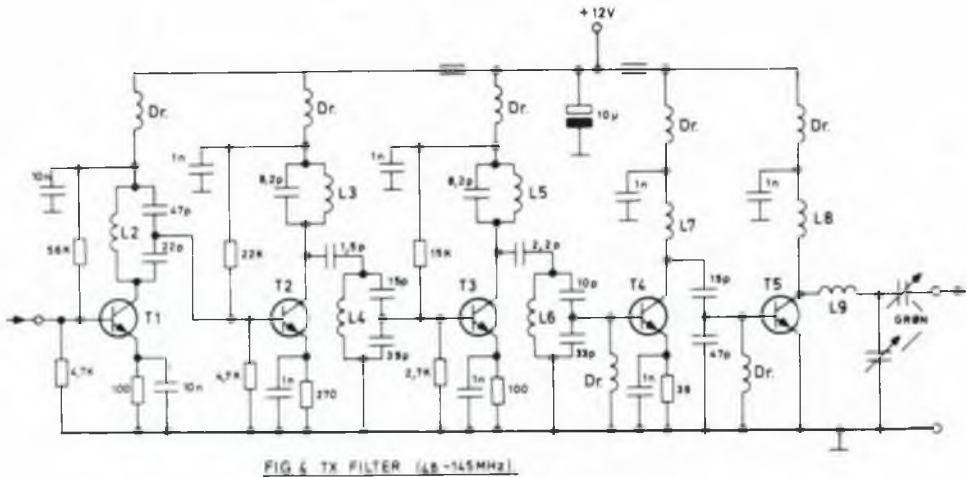 +12V
Dr.
Dr.
Dr.
Dr.
Dr.
10µ
10n
1n
1n
1n
1n
47p
8,2p
L3
8,2p
L5
L7
L8
L2
56K
22p
22K
1,5p
15K
2,2p
T1
T2
L4
15p
T3
L6
10p
T4
15p
T5
L9
GRØN
39p
33p
47p
4,7K
100
10n
4,7K
1n
270
2,7K
1n
100
Dr.
1n
39
Dr.
FIG 4 TX FILTER (48-145MHz)